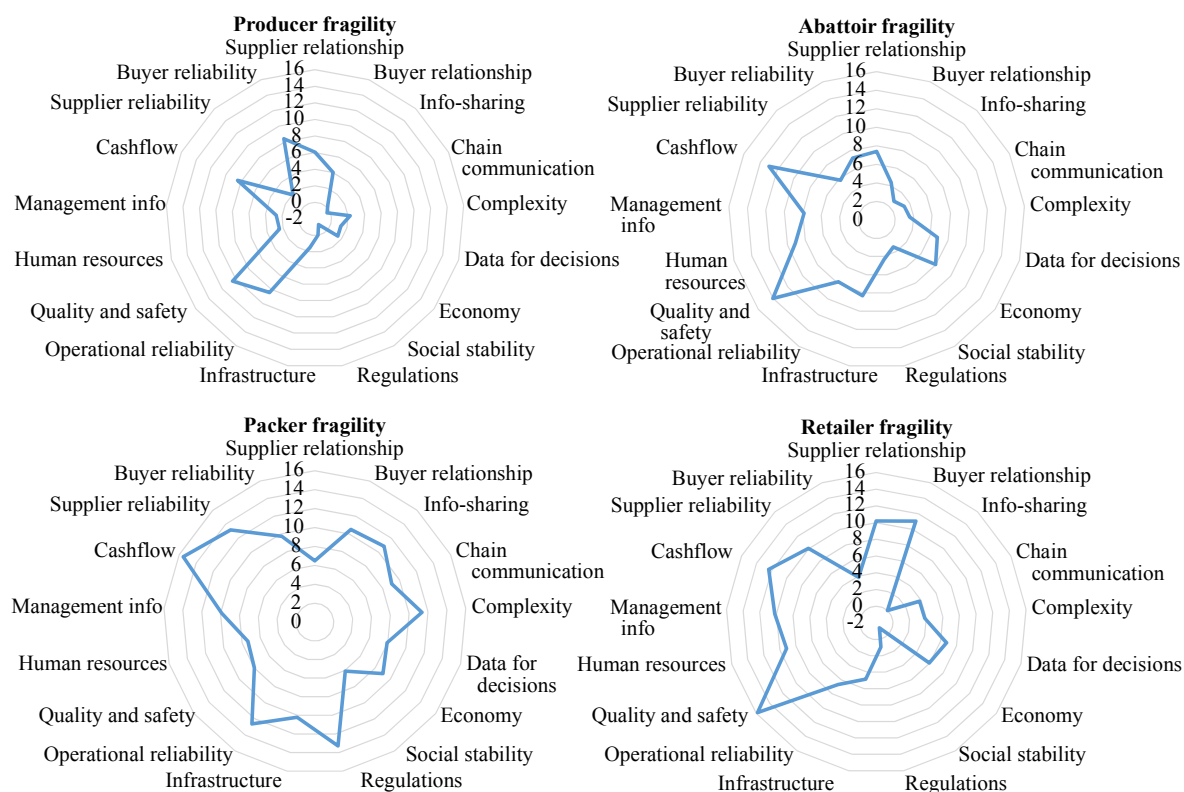 Producer fragility
Supplier relationship
Buyer reliability
Buyer relationship
Supplier reliability
Info-sharing
Cashflow
Chain
communication
Management info
Complexity
Human resources
Data for decisions
Quality and safety
Economy
Operational reliability
Social stability
Infrastructure
Regulations
16
14
12
10
8
6
4
2
0
-2
Abattoir fragility
Supplier relationship
Buyer reliability
Buyer relationship
Supplier reliability
Info-sharing
Cashflow
Chain
communication
Management
info
Complexity
Human
resources
Data for decisions
Quality and
safety
Economy
Operational reliability
Social stability
Infrastructure
Regulations
16
14
12
10
8
6
4
2
0
Packer fragility
Supplier relationship
Buyer reliability
Buyer relationship
Supplier reliability
Info-sharing
Cashflow
Chain
communication
Management info
Complexity
Human resources
Data for
decisions
Quality and safety
Economy
Operational reliability
Social stability
Infrastructure
Regulations
16
14
12
10
8
6
4
2
0
Retailer fragility
Supplier relationship
Buyer reliability
Buyer relationship
Supplier reliability
Info-sharing
Cashflow
Chain
communication
Management
info
Complexity
Human resources
Data for decisions
Quality and safety
Economy
Operational reliability
Social stability
Infrastructure
Regulations
16
14
12
10
8
6
4
2
0
-2